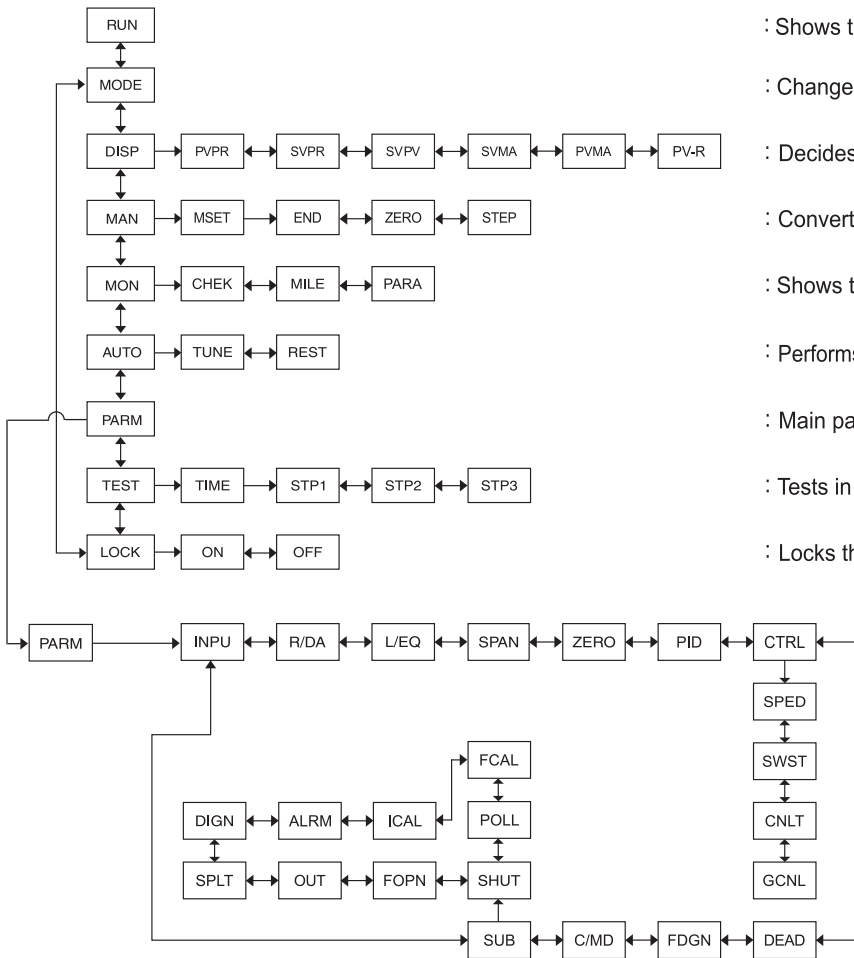 RUN : Shows t
MODE : Change
DISP PVPR SVPR SVPV SVMA PVMA PV-R : Decides
MAN MSET END ZERO STEP : Convert
MON CHEK MILE PARA : Shows t
AUTO TUNE REST : Performs
PARM : Main pa
TEST TIME STP1 STP2 STP3 : Tests in
LOCK ON OFF : Locks th
PARM INPU R/DA L/EQ SPAN ZERO PID CTRL
SPED
FCAL SWST
DIGN ALRM ICAL POLL CNLT
SPLT OUT FOPN SHUT GCNL
SUB C/MD FDGN DEAD